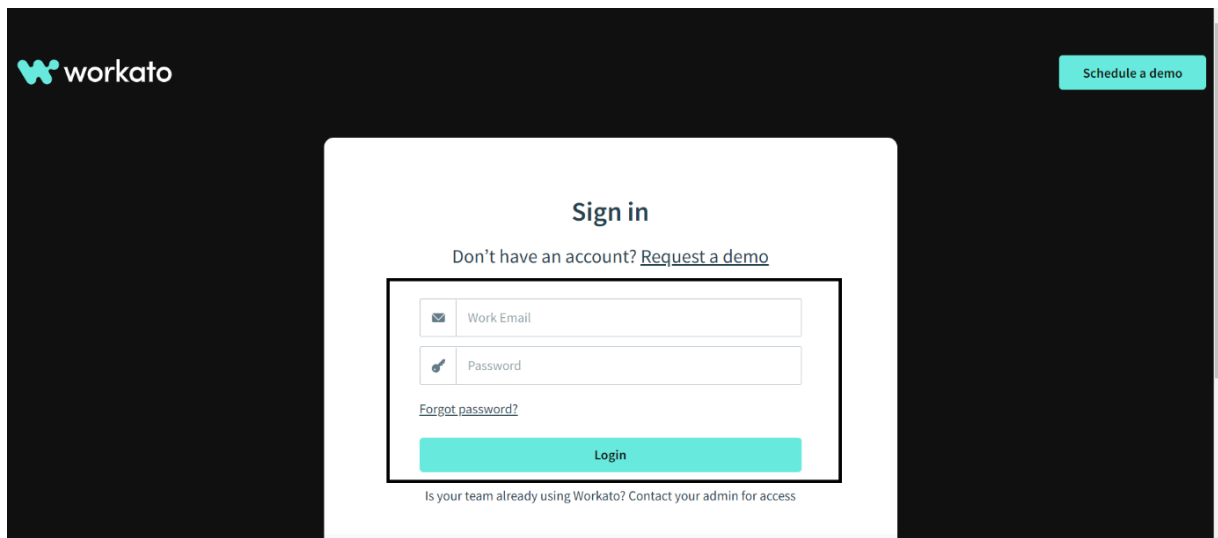 workato
Schedule a demo
Sign in
Don’t have an account? Request a demo
Work Email
Password
Forgot password?
Login
Is your team already using Workato? Contact your admin for access